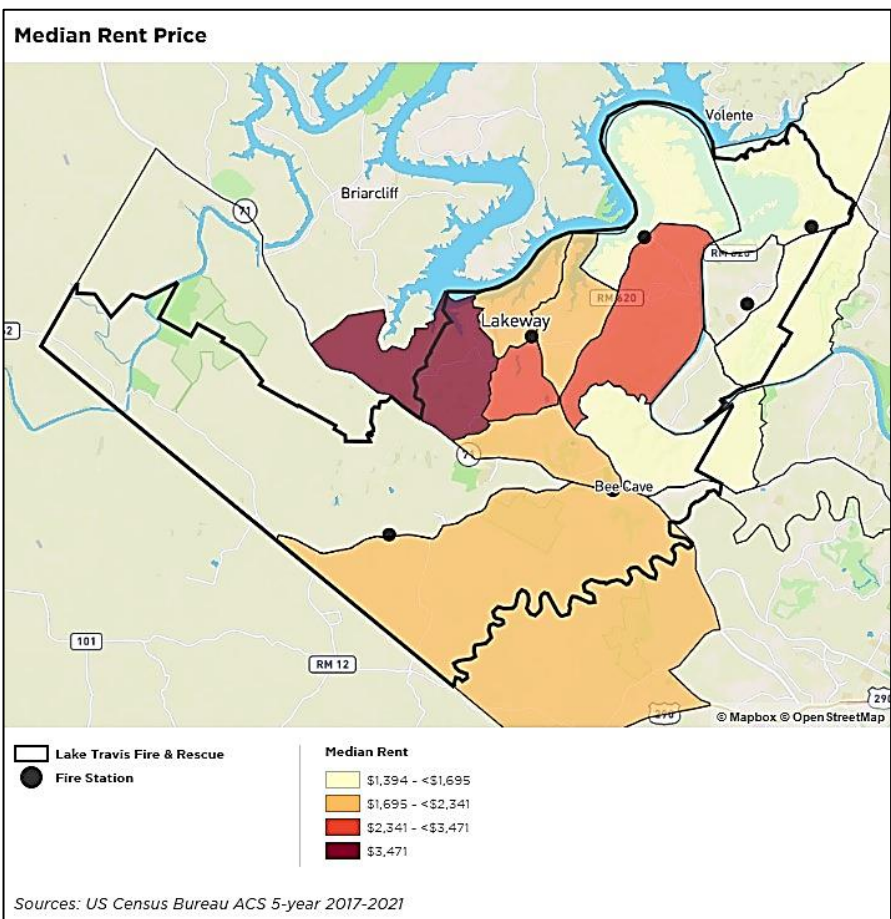 Median Rent Price
Volente
Briarcliff
71
RM 620
RM 620
Lakeway
71
Bee Cave
101
RM 12
290
290
© Mapbox © OpenStreetMap
Lake Travis Fire & Rescue
Fire Station
Median Rent
$1,394 - <$1,695
$1,695 - <$2,341
$2,341 - <$3,471
$3,471
Sources: US Census Bureau ACS 5-year 2017-2021